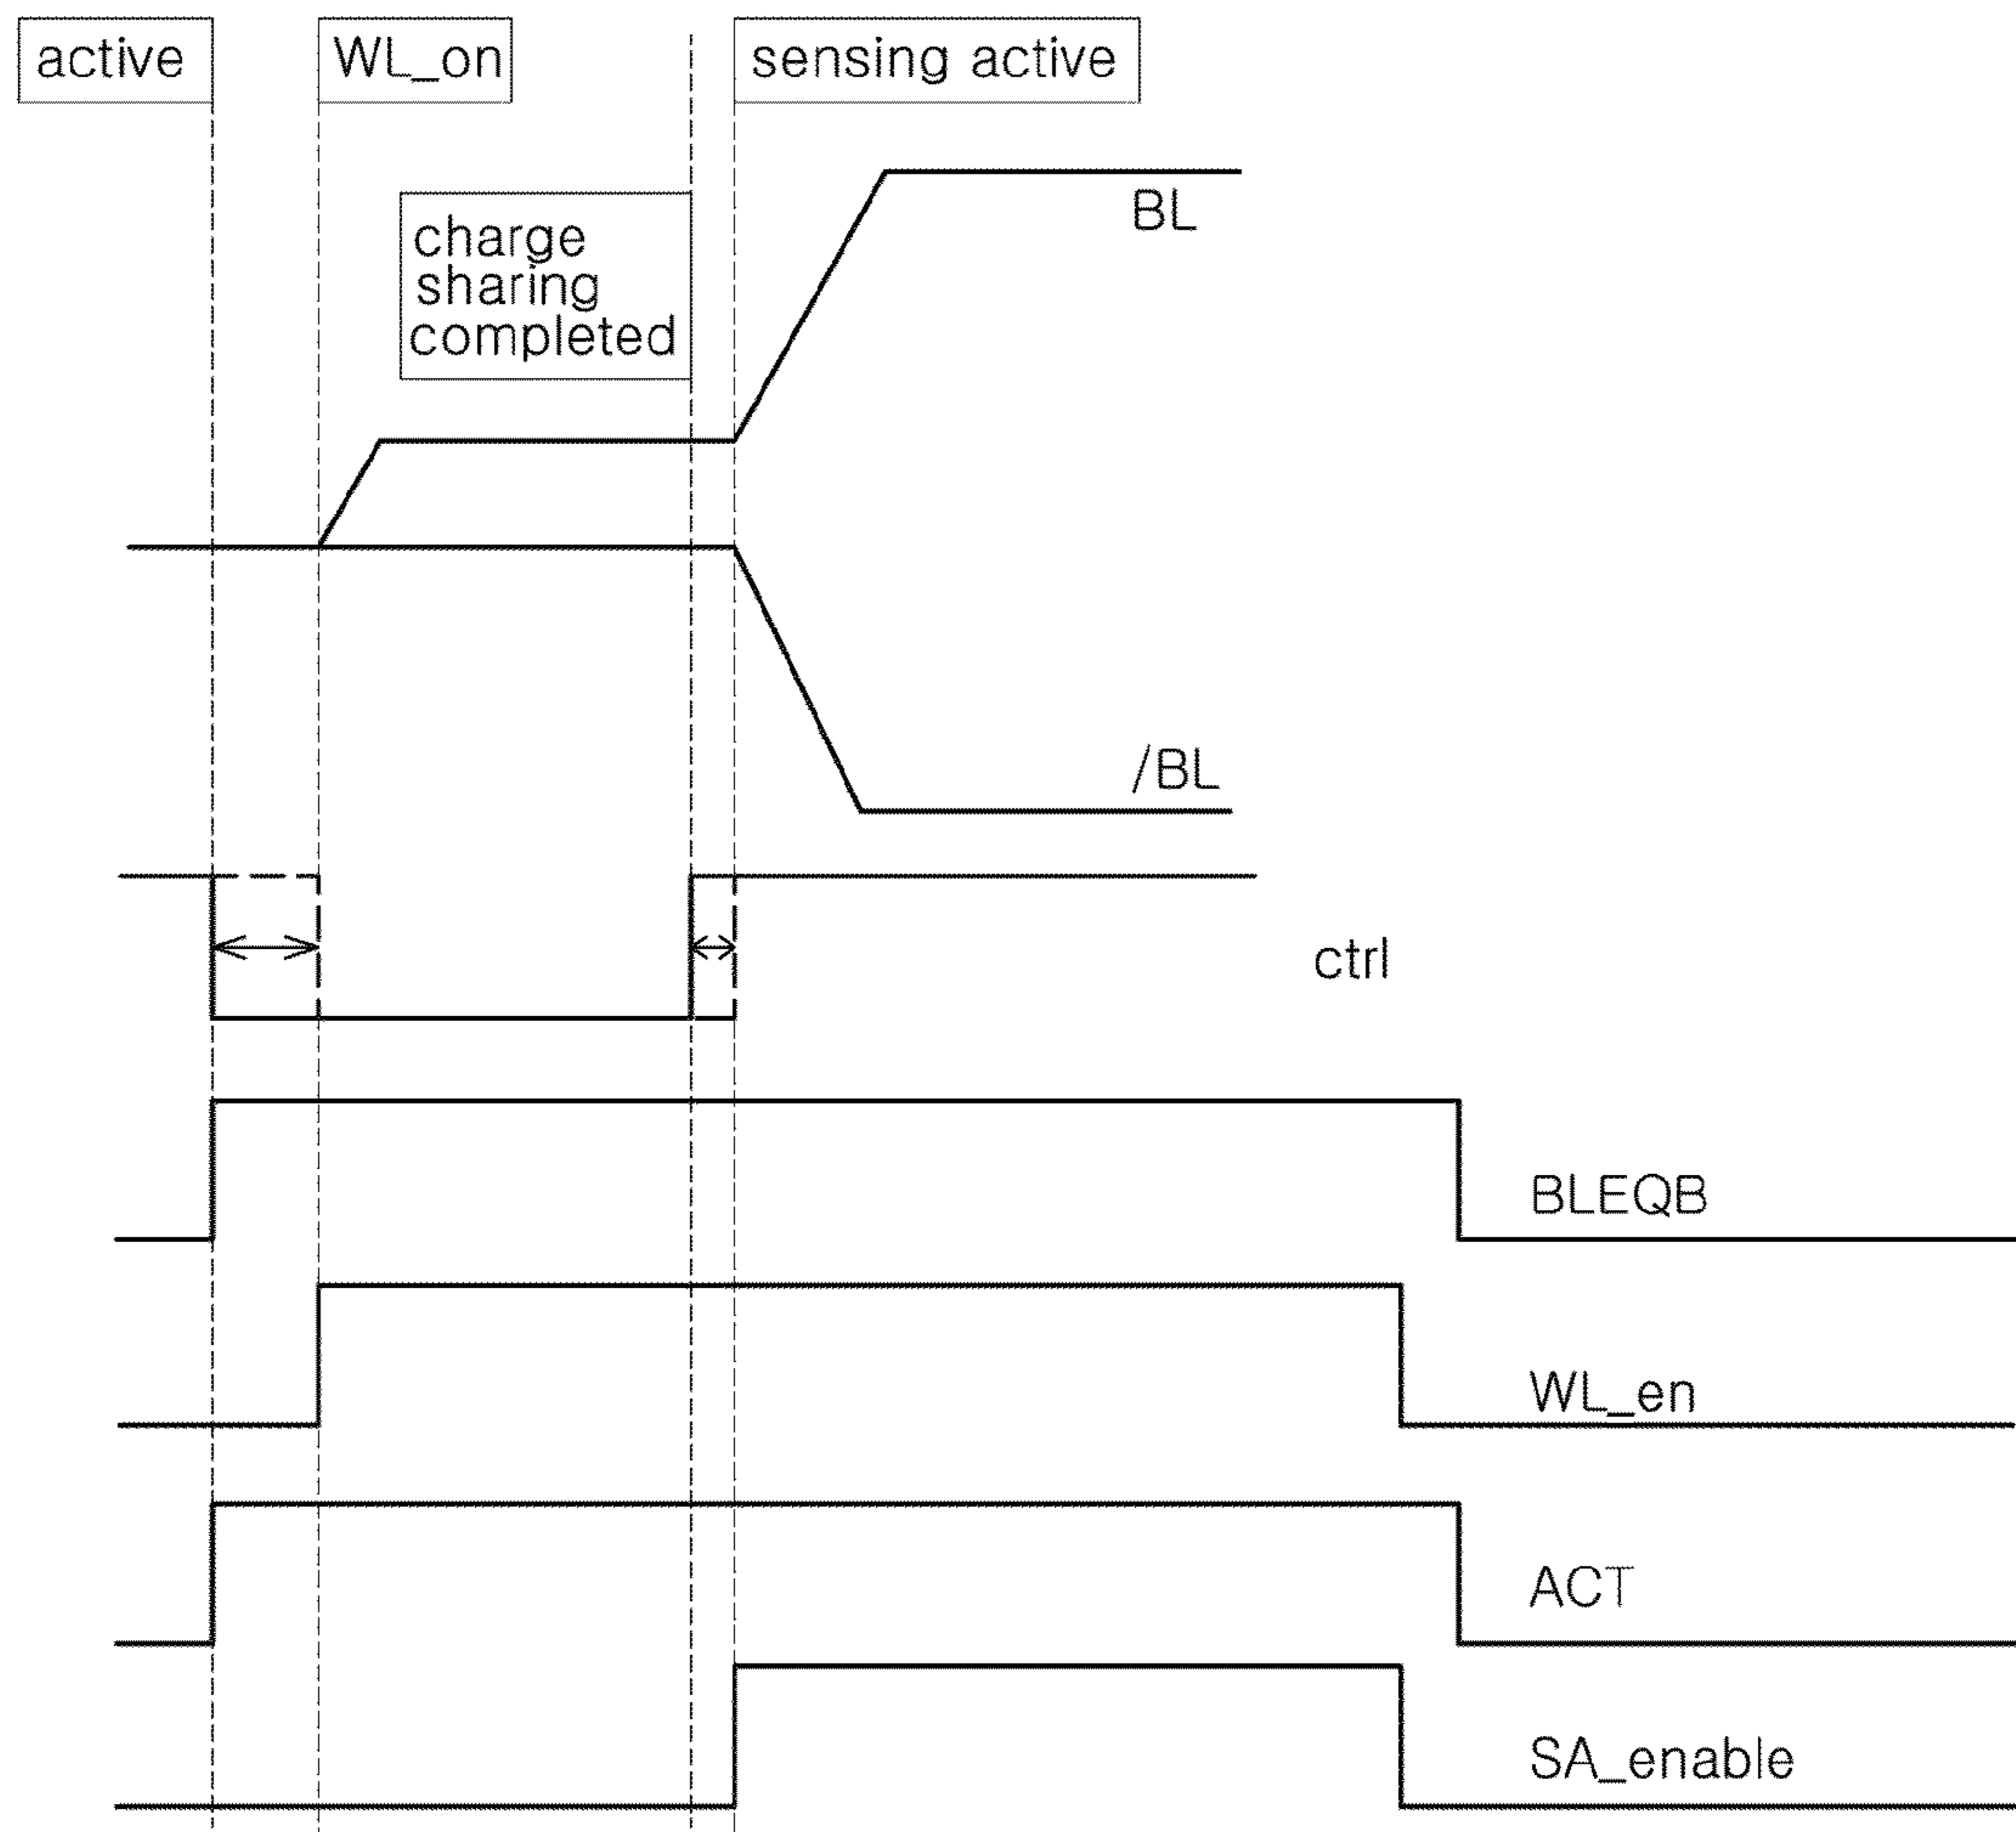 active
WL_on
sensing active
BL
charge
sharing
completed
/BL
ctrl
BLEQB
WL_en
ACT
SA_enable